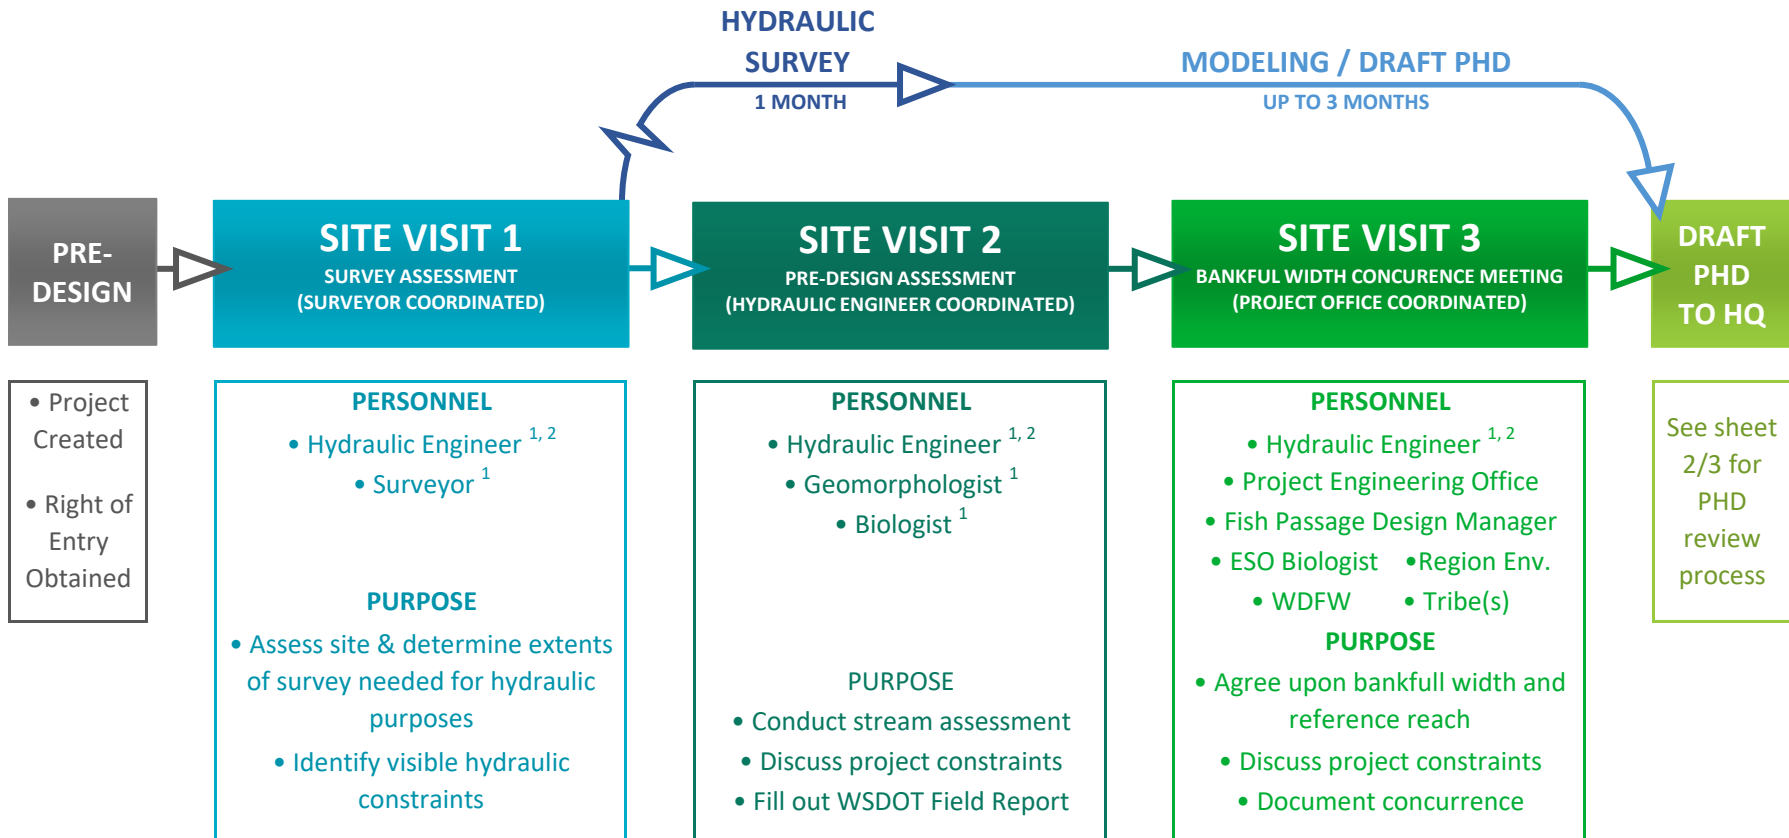 HYDRAULIC
SURVEY
1 MONTH
MODELING / DRAFT PHD
UP TO 3 MONTHS
PRE-
DESIGN
SITE VISIT 1
SURVEY ASSESSMENT
(SURVEYOR COORDINATED)
SITE VISIT 2
PRE-DESIGN ASSESSMENT
(HYDRAULIC ENGINEER COORDINATED)
SITE VISIT 3
BANKFUL WIDTH CONCURENCE MEETING
(PROJECT OFFICE COORDINATED)
DRAFT
PHD
TO HQ
• Project
Created
• Right of
Entry
Obtained
PERSONNEL
• Hydraulic Engineer 1, 2
• Surveyor 1
PURPOSE
• Assess site & determine extents
of survey needed for hydraulic
purposes
• Identify visible hydraulic
constraints
PERSONNEL
• Hydraulic Engineer 1, 2
• Geomorphologist 1
• Biologist 1
PURPOSE
• Conduct stream assessment
• Discuss project constraints
• Fill out WSDOT Field Report
PERSONNEL
• Hydraulic Engineer 1, 2
• Project Engineering Office
• Fish Passage Design Manager
• ESO Biologist •Region Env.
• WDFW • Tribe(s)
PURPOSE
• Agree upon bankfull width and
reference reach
• Discuss project constraints
• Document concurrence
See sheet
2/3 for
PHD
review
process